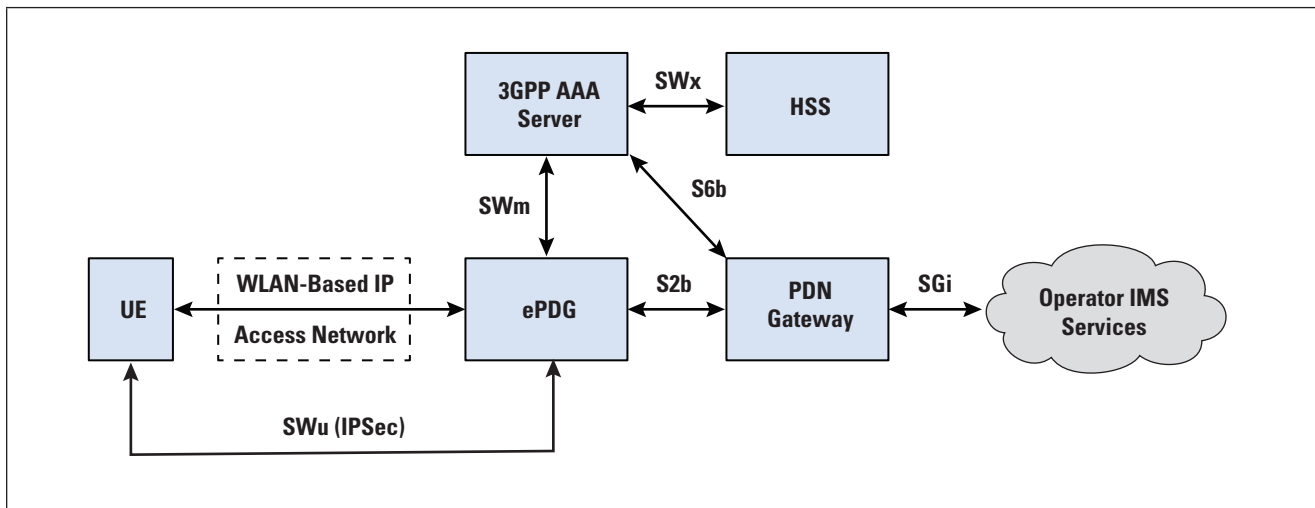 3GPP AAA
Server
SWx
HSS
SWm
S6b
UE
WLAN-Based IP
Access Network
ePDG
S2b
PDN
Gateway
SGi
Operator IMS
Services
SWu (IPSec)